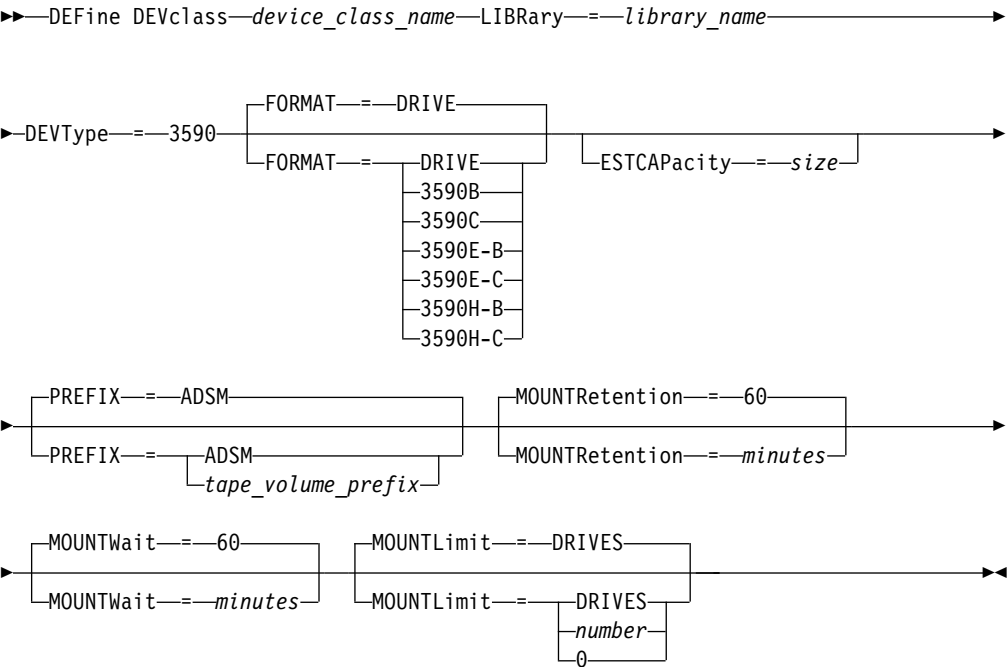 DEFine DEVclass device_class_name LIBRary = library_name
FORMAT = DRIVE
DEVType = 3590
FORMAT = DRIVE
ESTCAPacity = size
3590B
3590C
3590E-B
3590E-C
3590H-B
3590H-C
PREFIX = ADSM
MOUNTRetention = 60
PREFIX = ADSM
MOUNTRetention = minutes
tape_volume_prefix
MOUNTWait = 60
MOUNTLimit = DRIVES
MOUNTWait = minutes
MOUNTLimit = DRIVES
number
0